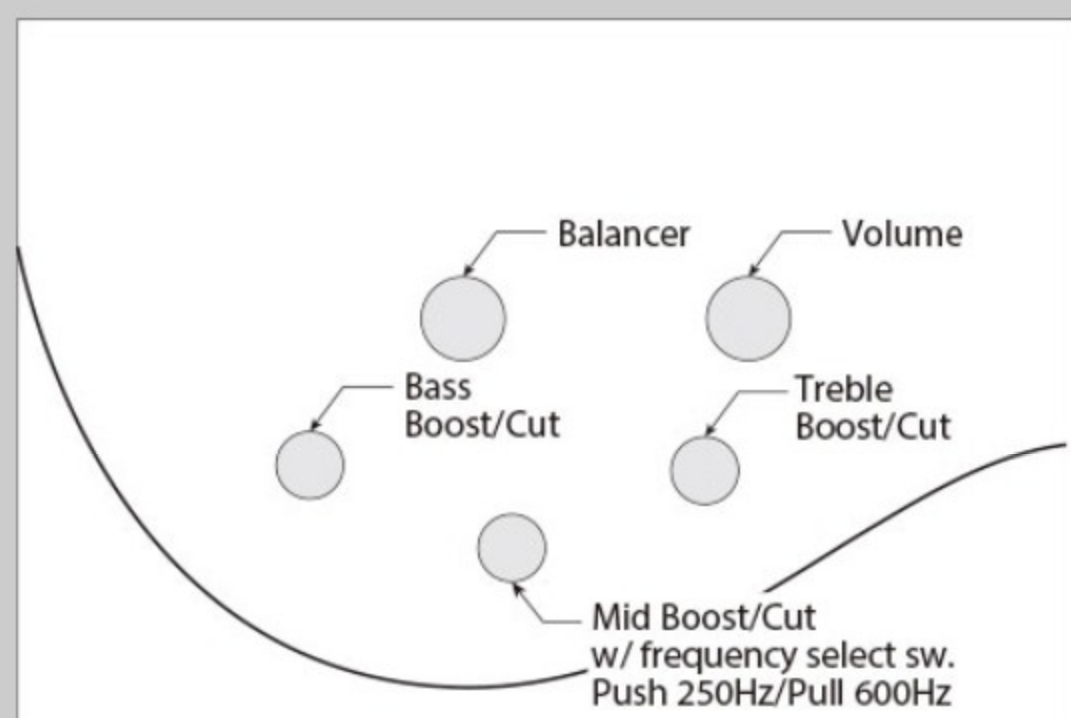 Balancer
Volume
Bass
Boost/Cut
Treble
Boost/Cut
Mid Boost/Cut
w/ frequency select sw.
Push 250Hz/Pull 600Hz